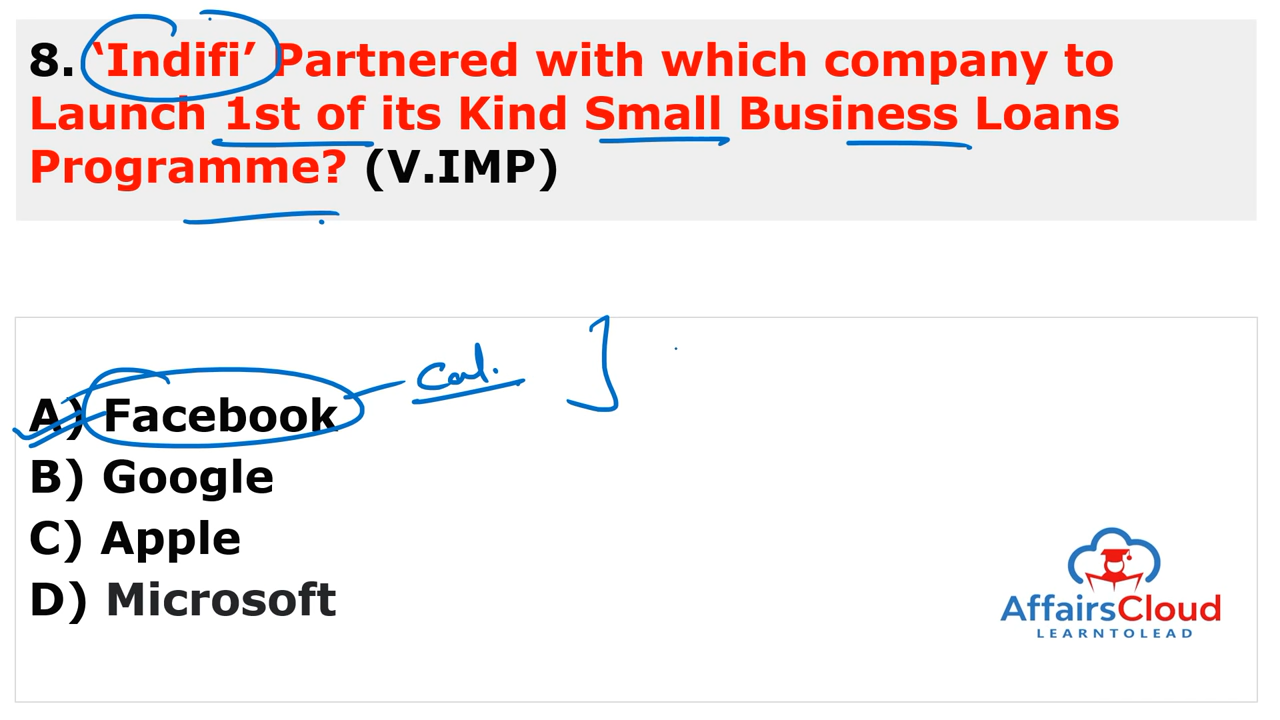 8. ‘Indifi’ Partnered with which company to
Launch 1st of its Kind Small Business Loans
Programme? (V.IMP)
A) Facebook
Cal.
B) Google
C) Apple
D) Microsoft
AffairsCloud
LEARNTOLEAD